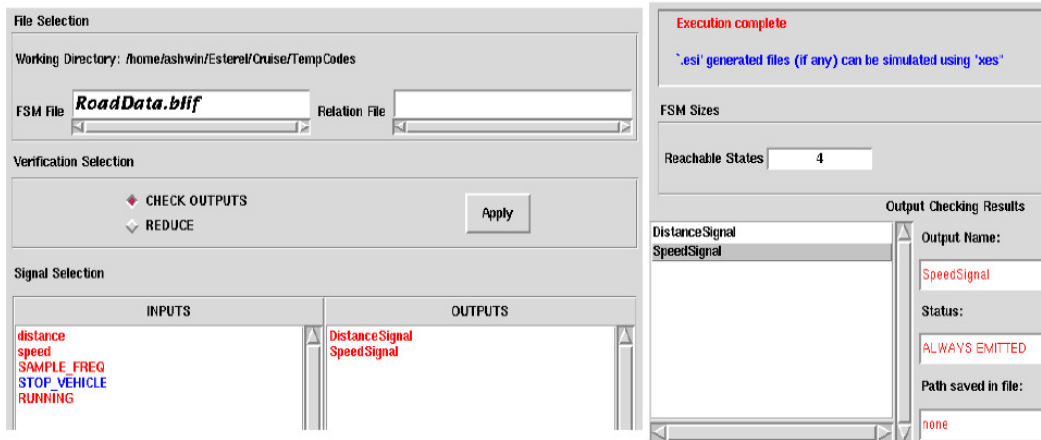 File Selection
Working Directory: /home/ashwin/Esterel/Cruise/TempCodes
FSM File RoadData.blif Relation File
Verification Selection
CHECK OUTPUTS
REDUCE
Apply
Signal Selection
INPUTS OUTPUTS
distance
speed
SAMPLE_FREQ
STOP_VEHICLE
RUNNING
DistanceSignal
SpeedSignal
Execution complete
`.esi' generated files (if any) can be simulated using 'xes"
FSM Sizes
Reachable States 4
Output Checking Results
DistanceSignal
SpeedSignal
Output Name:
SpeedSignal
Status:
ALWAYS EMITTED
Path saved in file:
none